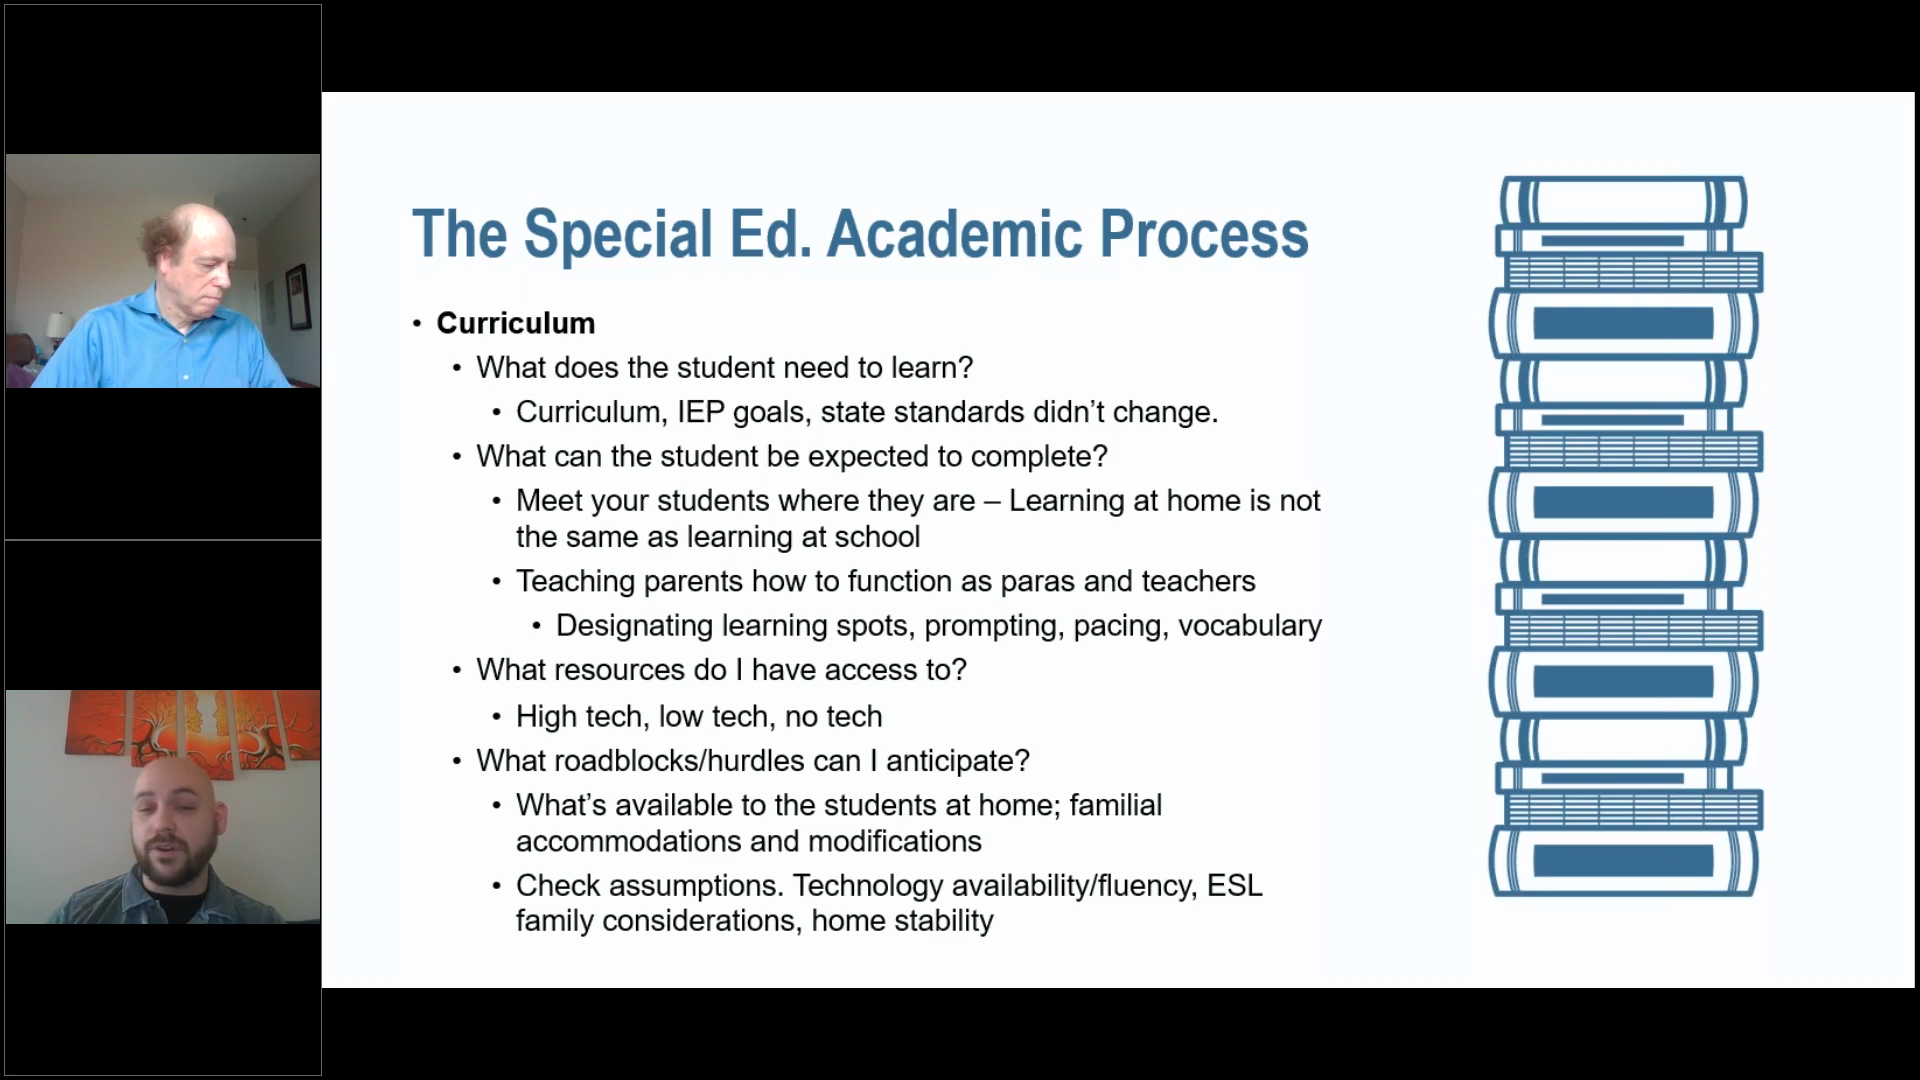 The Special Ed. Academic Process
• Curriculum
• What does the student need to learn?
• Curriculum, IEP goals, state standards didn’t change.
• What can the student be expected to complete?
• Meet your students where they are – Learning at home is not
the same as learning at school
• Teaching parents how to function as paras and teachers
• Designating learning spots, prompting, pacing, vocabulary
• What resources do I have access to?
• High tech, low tech, no tech
• What roadblocks/hurdles can I anticipate?
• What’s available to the students at home; familial
accommodations and modifications
• Check assumptions. Technology availability/fluency, ESL
family considerations, home stability